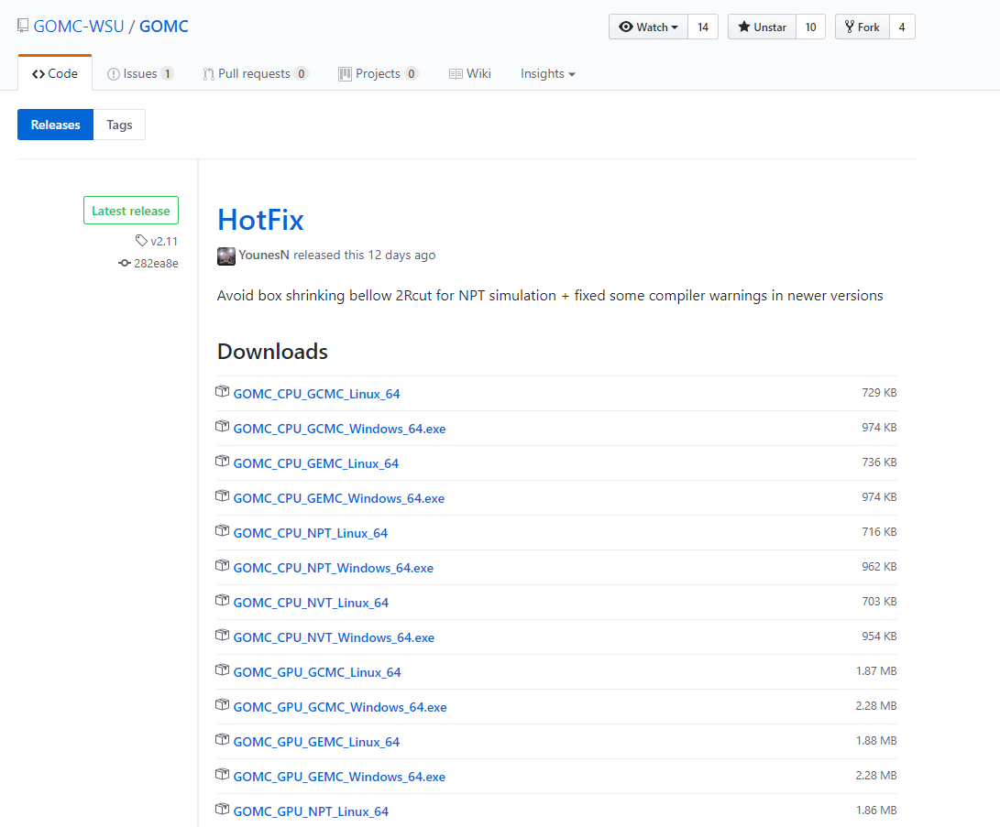 GOMC-WSU / GOMC
Watch 14 Unstar 10 Fork 4
Code Issues 1 Pull requests 0 Projects 0 Wiki Insights
Releases Tags
Latest release
v2.11
282ea8e
HotFix
YounesN released this 12 days ago
Avoid box shrinking bellow 2Rcut for NPT simulation + fixed some compiler warnings in newer versions
Downloads
GOMC_CPU_GCMC_Linux_64 729 KB
GOMC_CPU_GCMC_Windows_64.exe 974 KB
GOMC_CPU_GEMC_Linux_64 736 KB
GOMC_CPU_GEMC_Windows_64.exe 974 KB
GOMC_CPU_NPT_Linux_64 716 KB
GOMC_CPU_NPT_Windows_64.exe 962 KB
GOMC_CPU_NVT_Linux_64 703 KB
GOMC_CPU_NVT_Windows_64.exe 954 KB
GOMC_GPU_GCMC_Linux_64 1.87 MB
GOMC_GPU_GCMC_Windows_64.exe 2.28 MB
GOMC_GPU_GEMC_Linux_64 1.88 MB
GOMC_GPU_GEMC_Windows_64.exe 2.28 MB
GOMC_GPU_NPT_Linux_64 1.86 MB